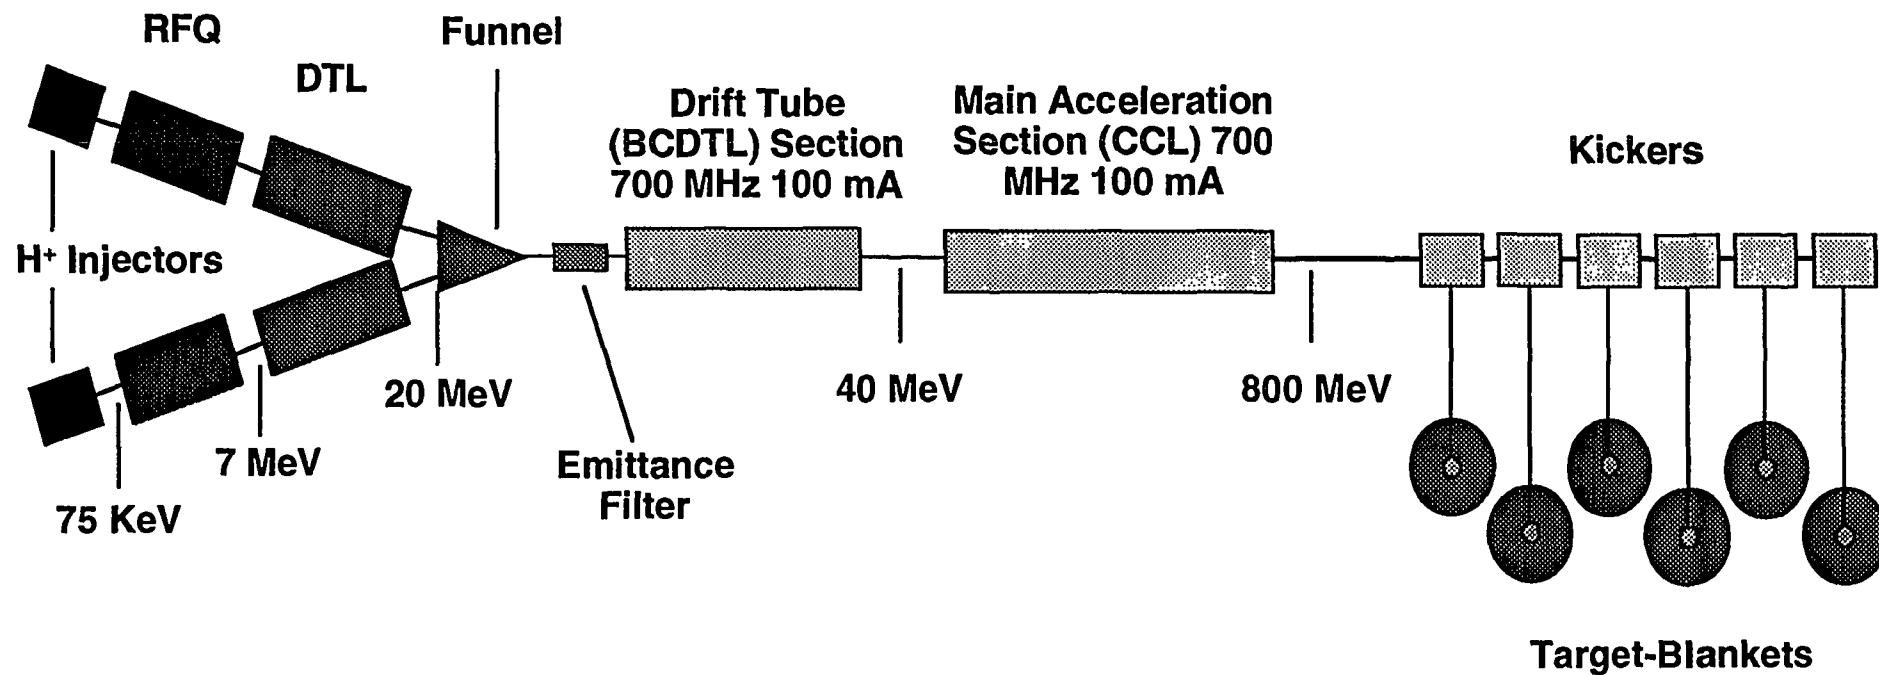 RFQ
Funnel
DTL
Drift Tube
(BCDTL) Section
700 MHz 100 mA
Main Acceleration
Section (CCL) 700
MHz 100 mA
Kickers
H⁺ Injectors
20 MeV
40 MeV
800 MeV
7 MeV
75 KeV
Emittance
Filter
Target-Blankets